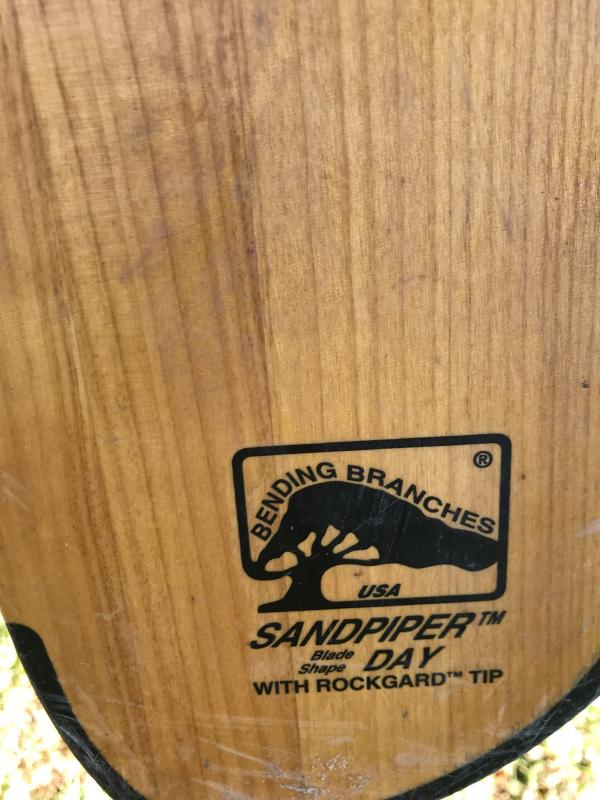 BENDING BRANCHES ®
USA
SANDPIPER™
Blade Shape DAY
WITH ROCKGARD™ TIP